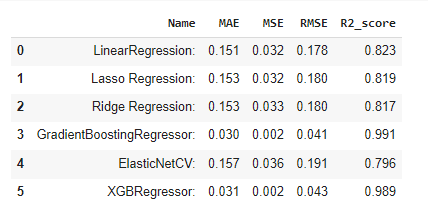 Name MAE MSE RMSE R2_score
0 LinearRegression: 0.151 0.032 0.178 0.823
1 Lasso Regression: 0.153 0.032 0.180 0.819
2 Ridge Regression: 0.153 0.033 0.180 0.817
3 GradientBoostingRegressor: 0.030 0.002 0.041 0.991
4 ElasticNetCV: 0.157 0.036 0.191 0.796
5 XGBRegressor: 0.031 0.002 0.043 0.989